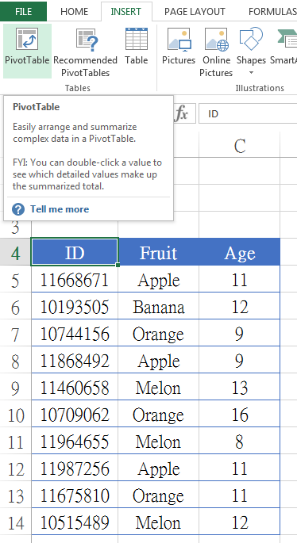 FILE HOME INSERT PAGE LAYOUT FORMULAS
PivotTable Recommended PivotTables Table Pictures Online Pictures Shapes SmartA
Tables Illustrations
PivotTable
Easily arrange and summarize
complex data in a PivotTable.
FYI: You can double-click a value to
see which detailed values make up
the summarized total.
? Tell me more
fx ID
C
3
4 ID Fruit Age
5 11668671 Apple 11
6 10193505 Banana 12
7 10744156 Orange 9
8 11868492 Apple 9
9 11460658 Melon 13
10 10709062 Orange 16
11 11964655 Melon 8
12 11987256 Apple 11
13 11675810 Orange 11
14 10515489 Melon 12